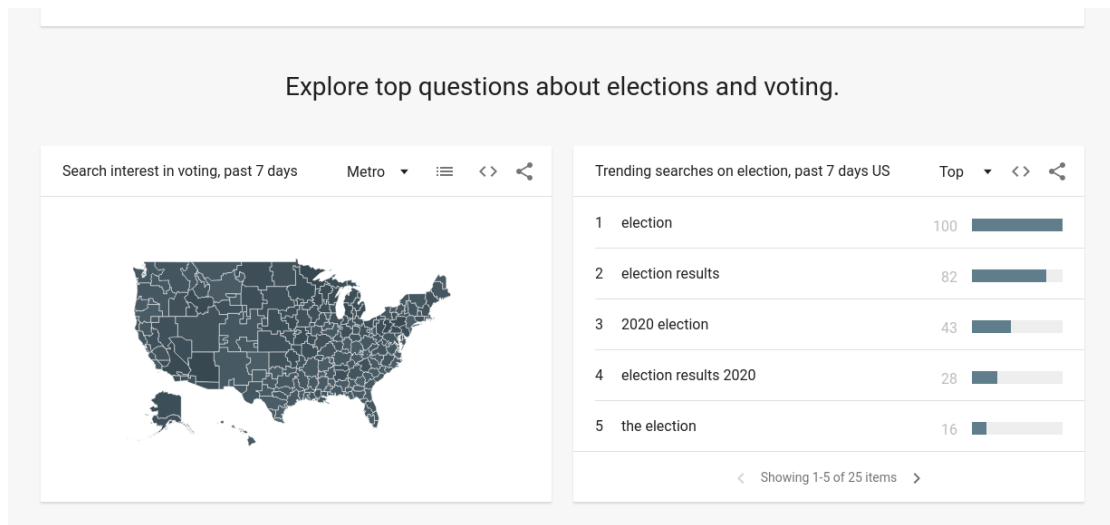 Explore top questions about elections and voting.
Search interest in voting, past 7 days
Metro
Trending searches on election, past 7 days US
Top
1 election 100
2 election results 82
3 2020 election 43
4 election results 2020 28
5 the election 16
Showing 1-5 of 25 items